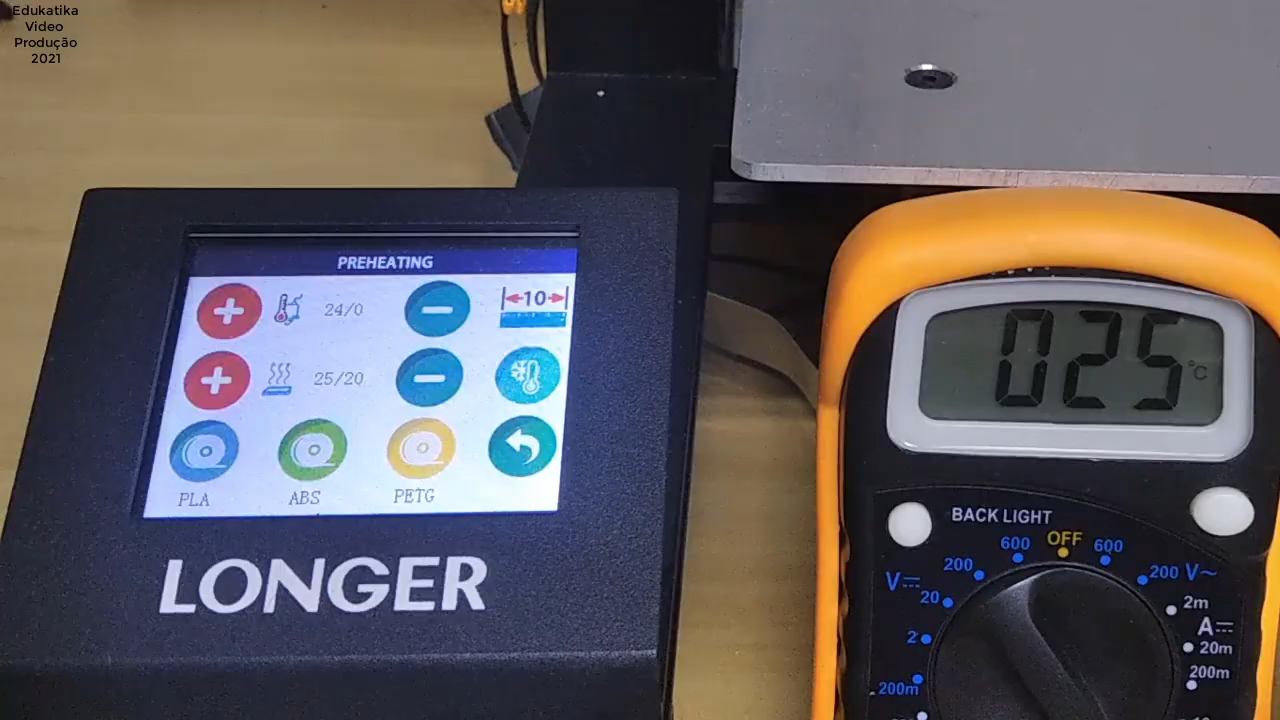 Edukatika
Video
Produção
2021
PREHEATING
24/0
10
25/20
PLA
ABS
PETG
LONGER
025 °C
BACK LIGHT
OFF
600
600
200
200 V~
V
20
2m
A
2
20m
200m
200m